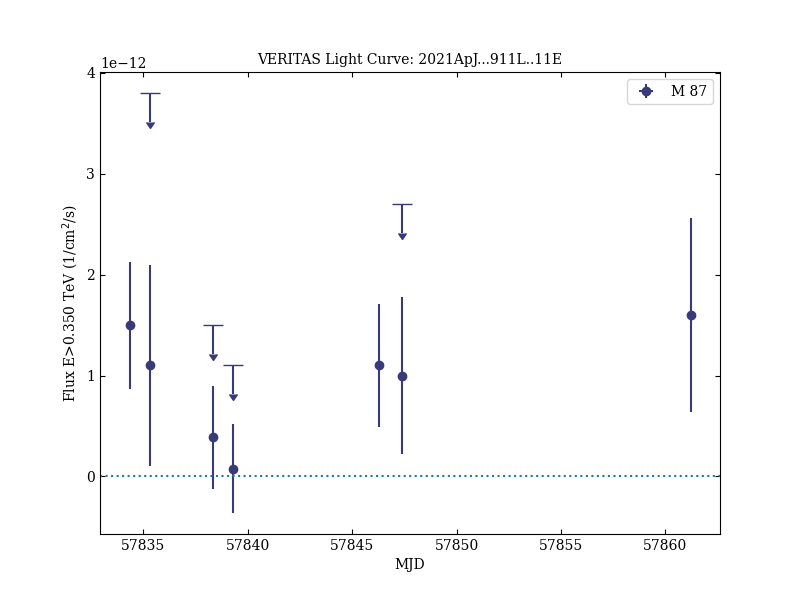 VERITAS Light Curve: 2021ApJ...911L..11E
1e−12
M 87
4
3
2
1
0
Flux E>0.350 TeV (1/cm²/s)
57835 57840 57845 57850 57855 57860
MJD